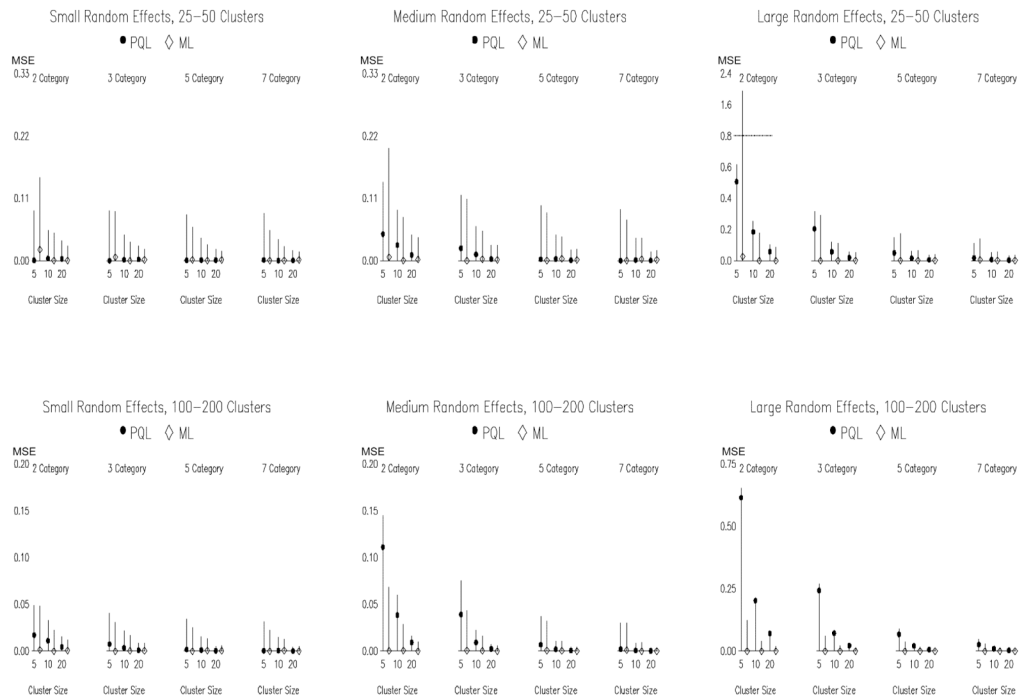 Small Random Effects, 25–50 Clusters
PQL ML
MSE
0.33 2 Category 3 Category 5 Category 7 Category
0.22
0.11
0.00
5 10 20 5 10 20 5 10 20 5 10 20
Cluster Size Cluster Size Cluster Size Cluster Size
Medium Random Effects, 25–50 Clusters
PQL ML
MSE
0.33 2 Category 3 Category 5 Category 7 Category
0.22
0.11
0.00
5 10 20 5 10 20 5 10 20 5 10 20
Cluster Size Cluster Size Cluster Size Cluster Size
Large Random Effects, 25–50 Clusters
PQL ML
MSE
2.4 2 Category 3 Category 5 Category 7 Category
1.6
0.8
0.6
0.4
0.2
0.0
5 10 20 5 10 20 5 10 20 5 10 20
Cluster Size Cluster Size Cluster Size Cluster Size
Small Random Effects, 100–200 Clusters
PQL ML
MSE
0.20 2 Category 3 Category 5 Category 7 Category
0.15
0.10
0.05
0.00
5 10 20 5 10 20 5 10 20 5 10 20
Cluster Size Cluster Size Cluster Size Cluster Size
Medium Random Effects, 100–200 Clusters
PQL ML
MSE
0.20 2 Category 3 Category 5 Category 7 Category
0.15
0.10
0.05
0.00
5 10 20 5 10 20 5 10 20 5 10 20
Cluster Size Cluster Size Cluster Size Cluster Size
Large Random Effects, 100–200 Clusters
PQL ML
MSE
0.75 2 Category 3 Category 5 Category 7 Category
0.50
0.25
0.00
5 10 20 5 10 20 5 10 20 5 10 20
Cluster Size Cluster Size Cluster Size Cluster Size